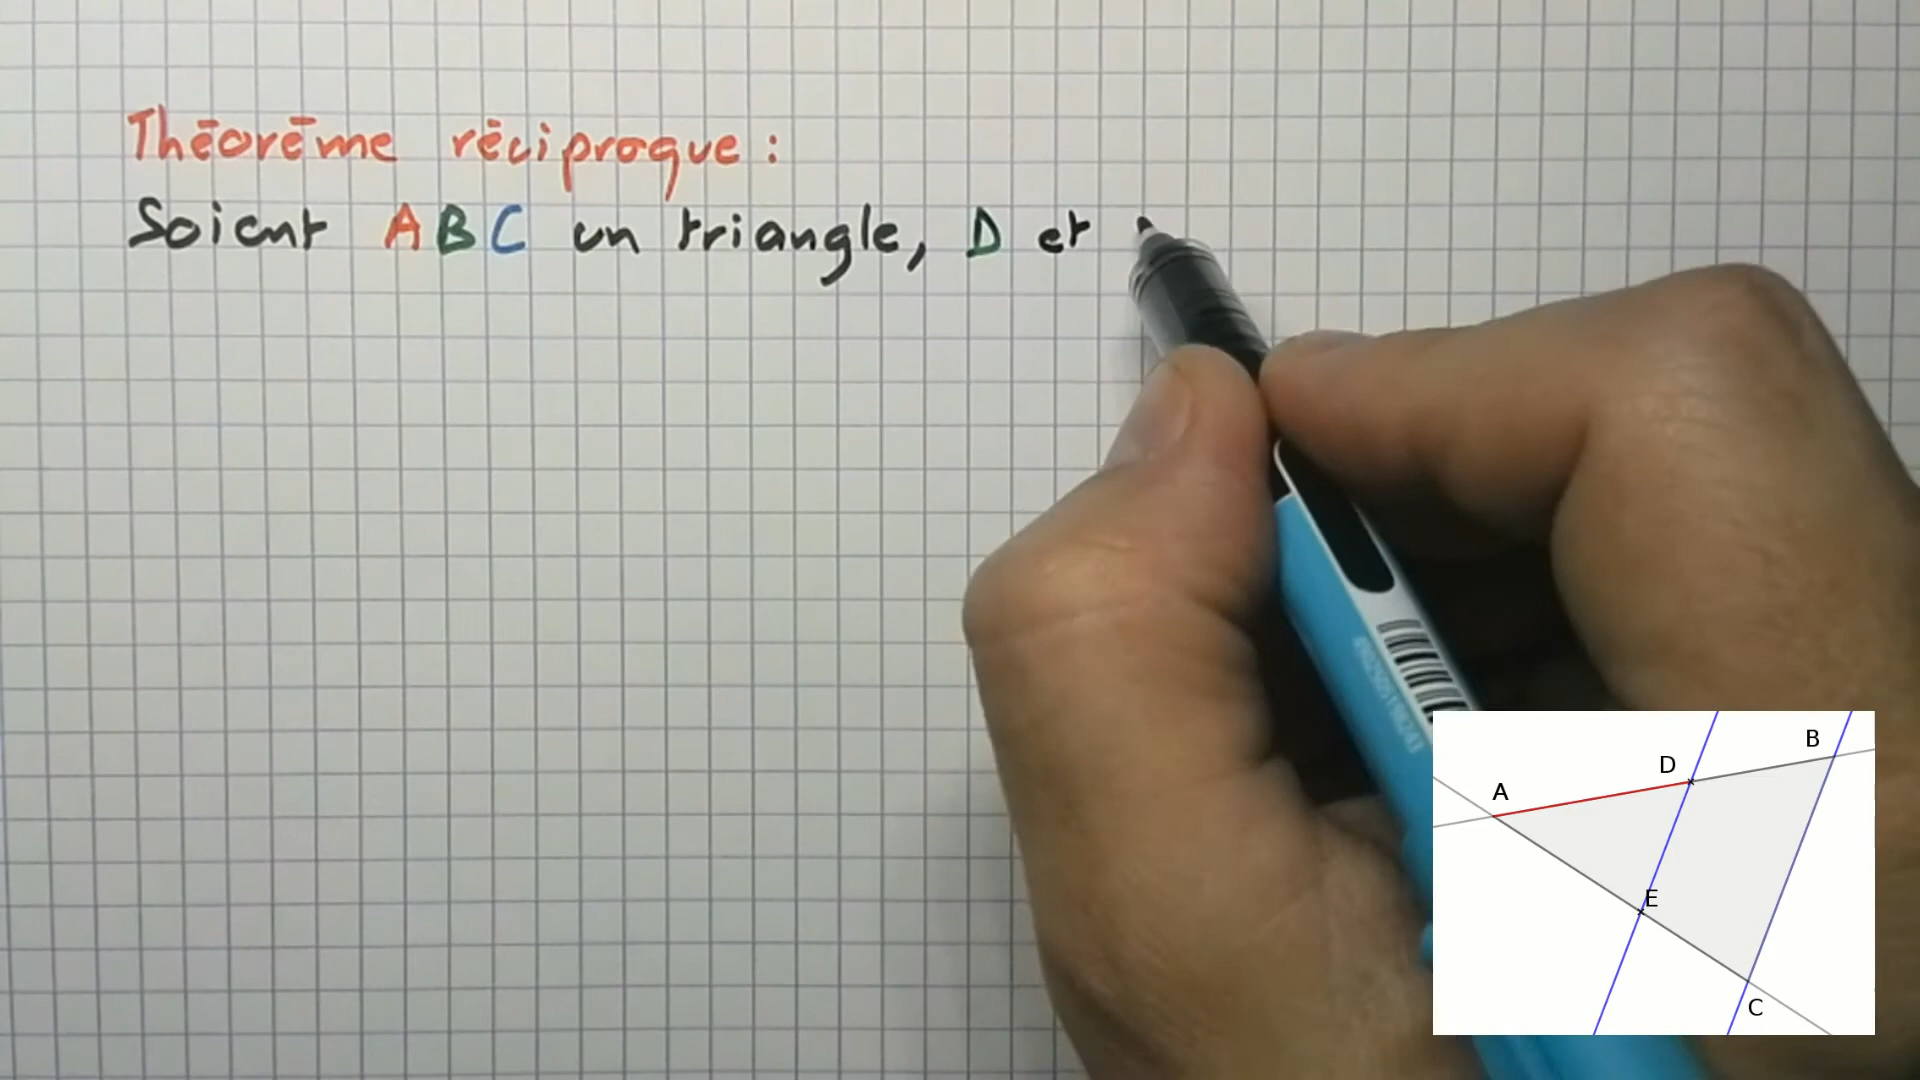 Théorème réciproque :
Soient ABC un triangle, D et
A
D
B
E
C